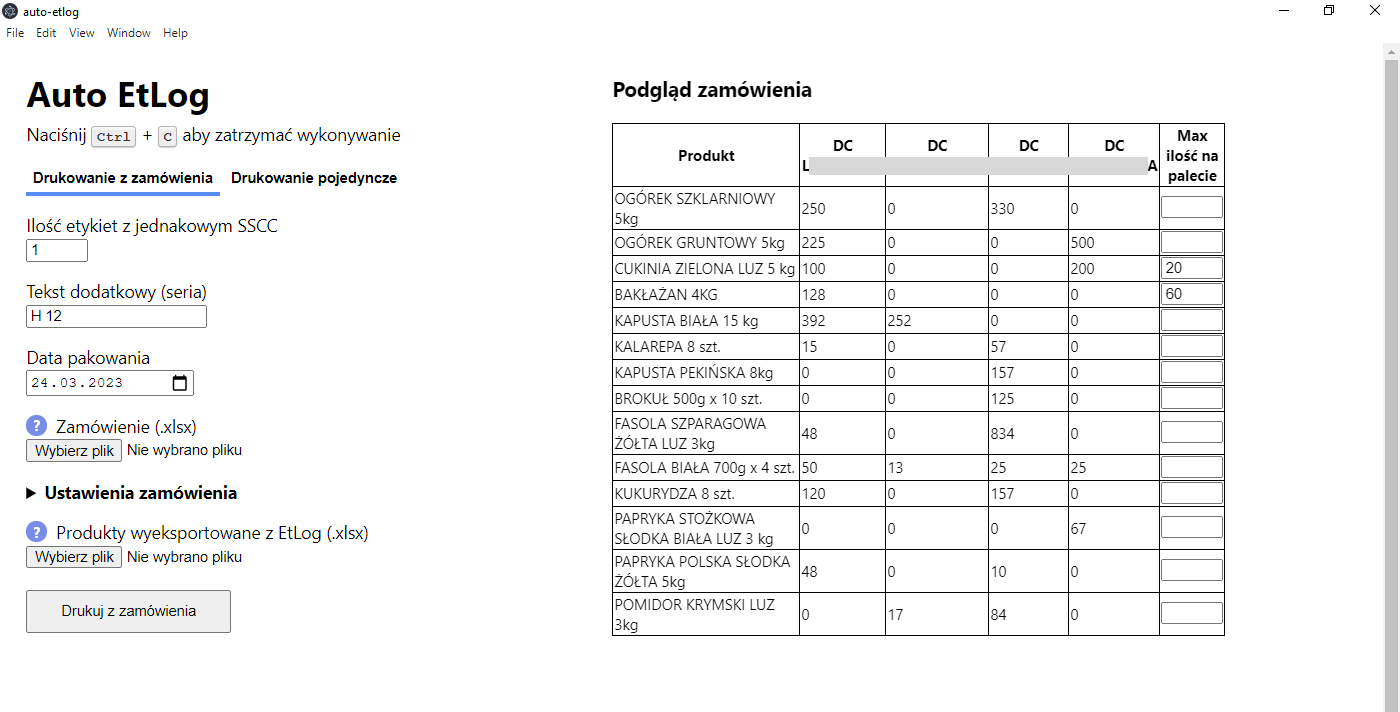 auto-etlog
File Edit View Window Help
Auto EtLog
Naciśnij Ctrl + C aby zatrzymać wykonywanie
Drukowanie z zamówienia Drukowanie pojedyncze
Ilość etykiet z jednakowym SSCC
1
Tekst dodatkowy (seria)
H 12
Data pakowania
24.03.2023
? Zamówienie (.xlsx)
Wybierz plik Nie wybrano pliku
Ustawienia zamówienia
? Produkty wyeksportowane z EtLog (.xlsx)
Wybierz plik Nie wybrano pliku
Drukuj z zamówienia
Podgląd zamówienia
Produkt DC L DC DC DC A Max ilość na palecie
OGÓREK SZKLARNIOWY
5kg 250 0 330 0
OGÓREK GRUNTOWY 5kg 225 0 0 500
CUKINIA ZIELONA LUZ 5 kg 100 0 0 200 20
BAKŁAŻAN 4KG 128 0 0 0 60
KAPUSTA BIAŁA 15 kg 392 252 0 0
KALAREPA 8 szt. 15 0 57 0
KAPUSTA PEKIŃSKA 8kg 0 0 157 0
BROKUŁ 500g x 10 szt. 0 0 125 0
FASOLA SZPARAGOWA
ŻÓŁTA LUZ 3kg 48 0 834 0
FASOLA BIAŁA 700g x 4 szt. 50 13 25 25
KUKURYDZA 8 szt. 120 0 157 0
PAPRYKA STOŻKOWA
SŁODKA BIAŁA LUZ 3 kg 0 0 0 67
PAPRYKA POLSKA SŁODKA
ŻÓŁTA 5kg 48 0 10 0
POMIDOR KRYMSKI LUZ
3kg 0 17 84 0